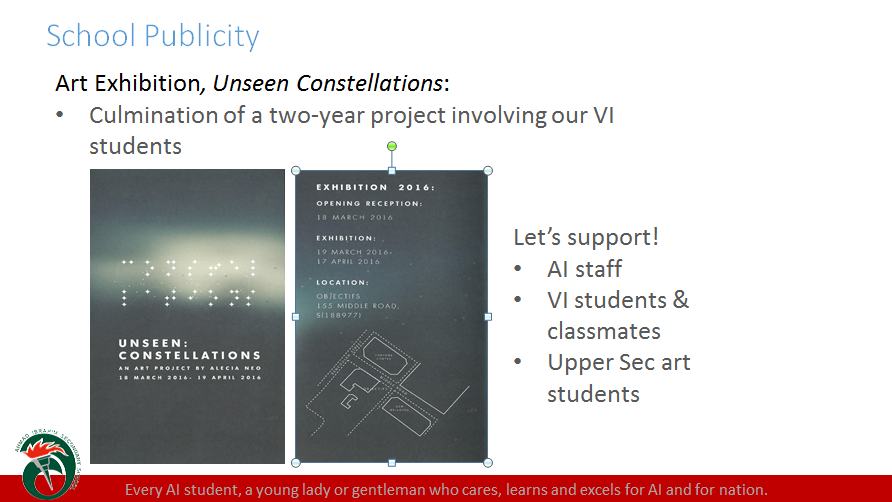 School Publicity
Art Exhibition, Unseen Constellations:
• Culmination of a two-year project involving our VI
students
UNSEEN:
CONSTELLATIONS
AN ART PROJECT BY ALECIA NEO
18 MARCH 2016- 19 APRIL 2016
EXHIBITION 2016:
OPENING RECEPTION:
18 MARCH 2016
EXHIBITION:
19 MARCH 2016-
17 APRIL 2016
LOCATION:
OBJECTIFS
155 MIDDLE ROAD,
S(188977)
Let's support!
• AI staff
• VI students &
classmates
• Upper Sec art
students
AHMAD IBRAHIM SECONDARY SCHOOL
Every AI student, a young lady or gentleman who cares, learns and excels for AI and for nation.